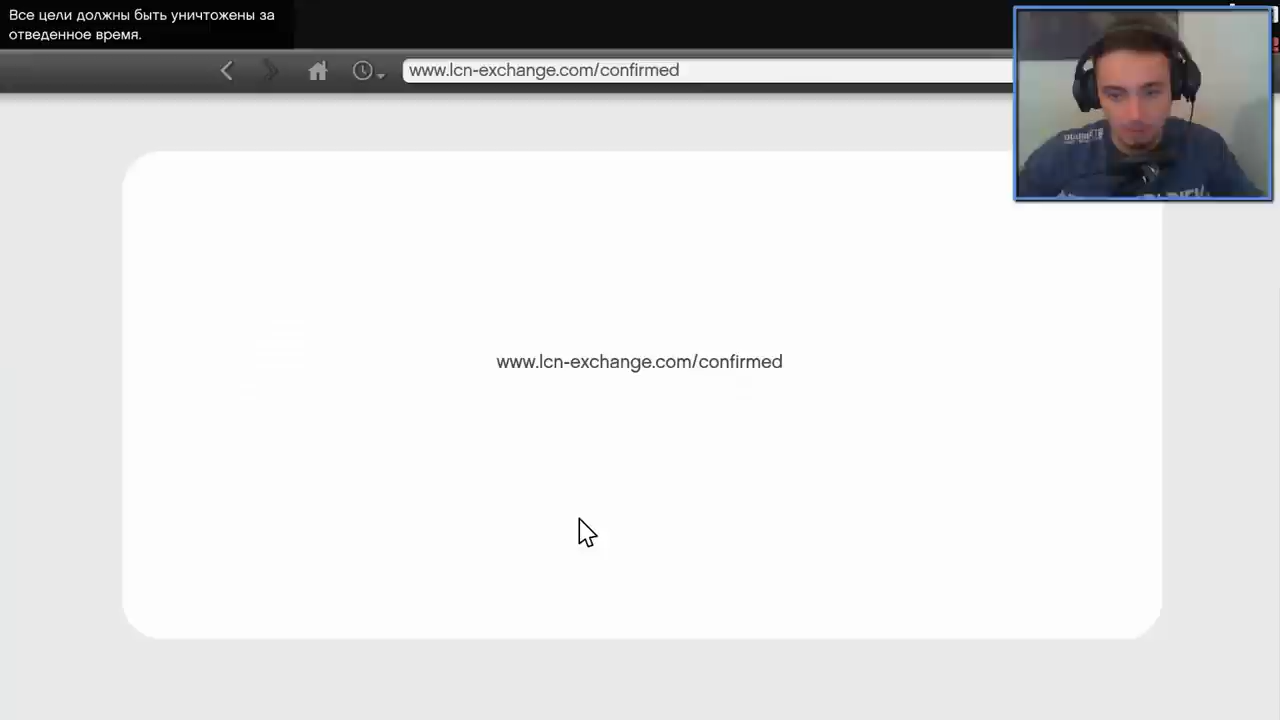 Все цели должны быть уничтожены за
отведенное время.
www.lcn-exchange.com/confirmed
www.lcn-exchange.com/confirmed